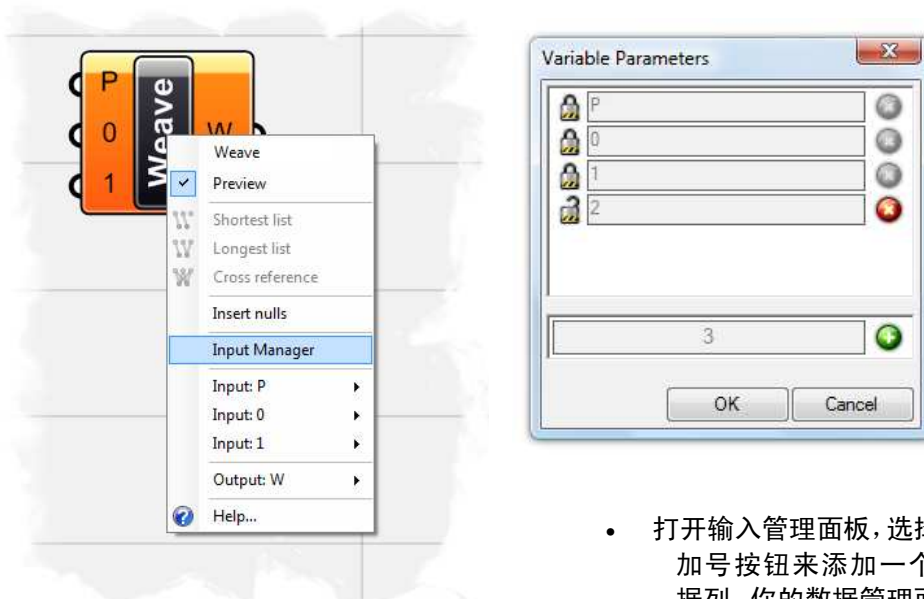 P
0
1
Weave
W
Weave
Preview
Shortest list
Longest list
Cross reference
Insert nulls
Input Manager
Input: P
Input: 0
Input: 1
Output: W
Help...
Variable Parameters
P
0
1
2
3
OK
Cancel
• 打开输入管理面板，选择
加号按钮来添加一个